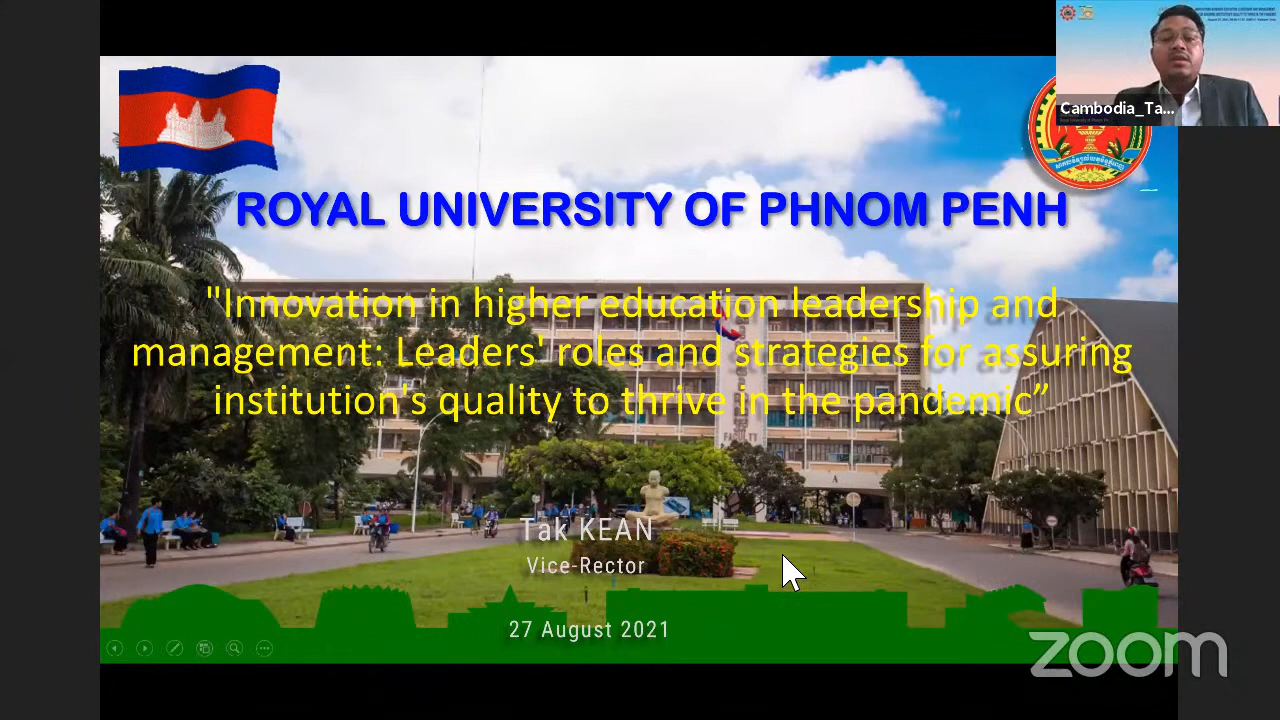 Cambodia_Ta...
ROYAL UNIVERSITY OF PHNOM PENH
"Innovation in higher education leadership and
management: Leaders' roles and strategies for assuring
institution's quality to thrive in the pandemic”
A
Tak KEAN
Vice-Rector
27 August 2021
zoom